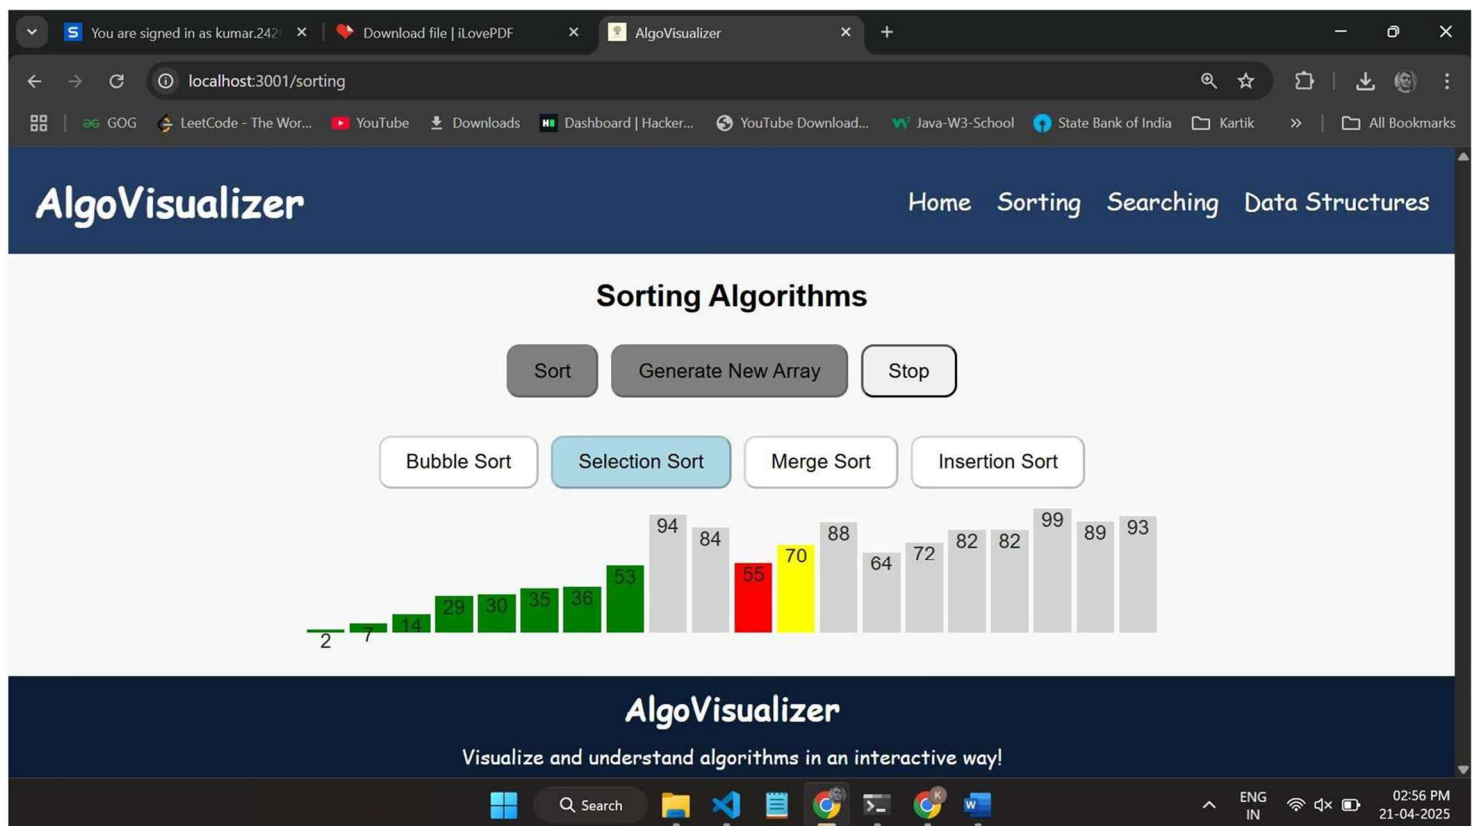 You are signed in as kumar.242
Download file | iLovePDF
AlgoVisualizer
localhost:3001/sorting
GOG
LeetCode - The Wor...
YouTube
Downloads
Dashboard | Hacker...
YouTube Download...
Java-W3-School
State Bank of India
Kartik
All Bookmarks
AlgoVisualizer
Home Sorting Searching Data Structures
Sorting Algorithms
Sort Generate New Array Stop
Bubble Sort Selection Sort Merge Sort Insertion Sort
2 7 14 29 30 35 36 53 94 84 55 70 88 64 72 82 82 99 89 93
AlgoVisualizer
Visualize and understand algorithms in an interactive way!
Search
ENG
IN
02:56 PM
21-04-2025